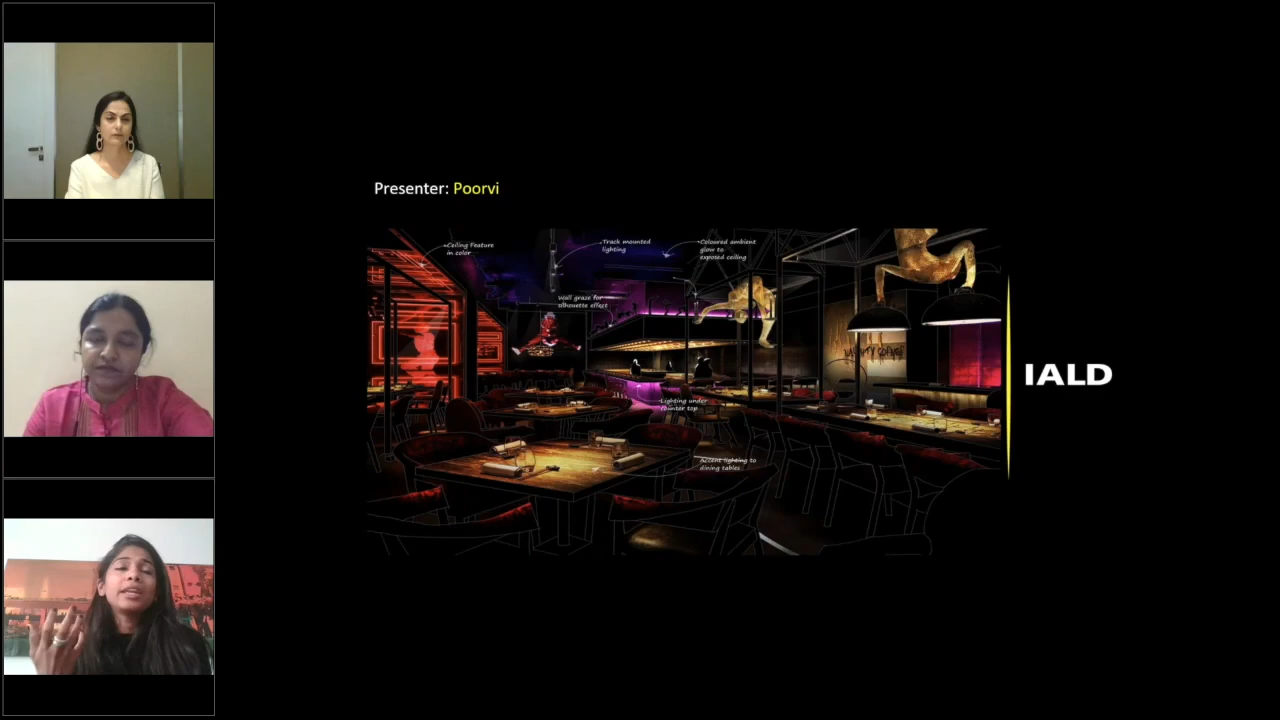 Presenter: Poorvi
Ceiling Feature
in color
Track mounted
lighting
Coloured ambient
glow to
exposed ceiling
Wall graze for
silhouette effect
Lighting under
counter top
Accent lighting to
dining tables
IALD